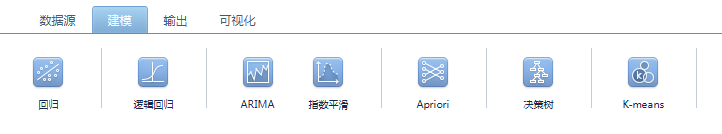 数据源 建模 输出 可视化
回归 逻辑回归 ARIMA 指数平滑 Apriori 决策树 K-means